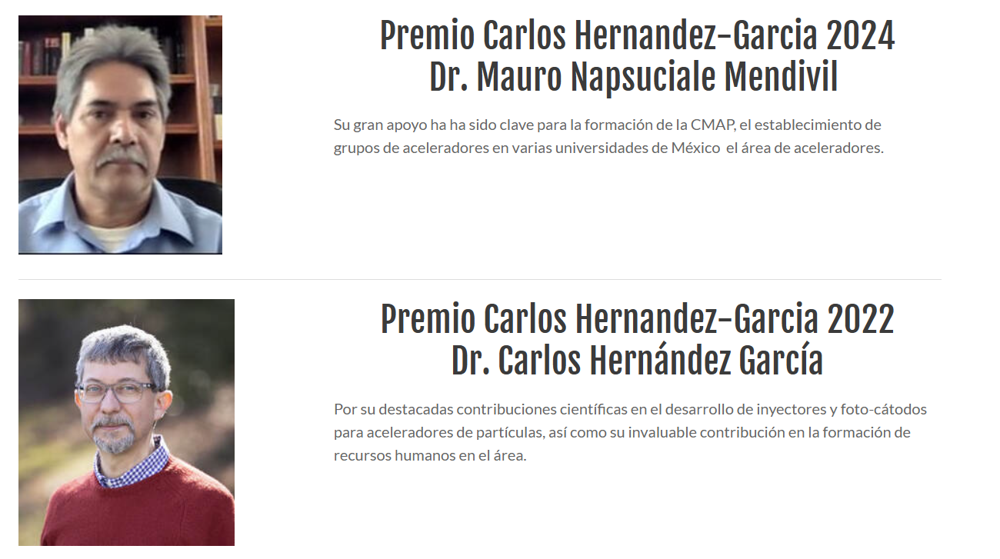 Premio Carlos Hernandez-Garcia 2024
Dr. Mauro Napsuciale Mendivil
Su gran apoyo ha ha sido clave para la formación de la CMAP, el establecimiento de
grupos de aceleradores en varias universidades de México  el área de aceleradores.
Premio Carlos Hernandez-Garcia 2022
Dr. Carlos Hernández García
Por su destacadas contribuciones científicas en el desarrollo de inyectores y foto-cátodos
para aceleradores de partículas, así como su invaluable contribución en la formación de
recursos humanos en el área.